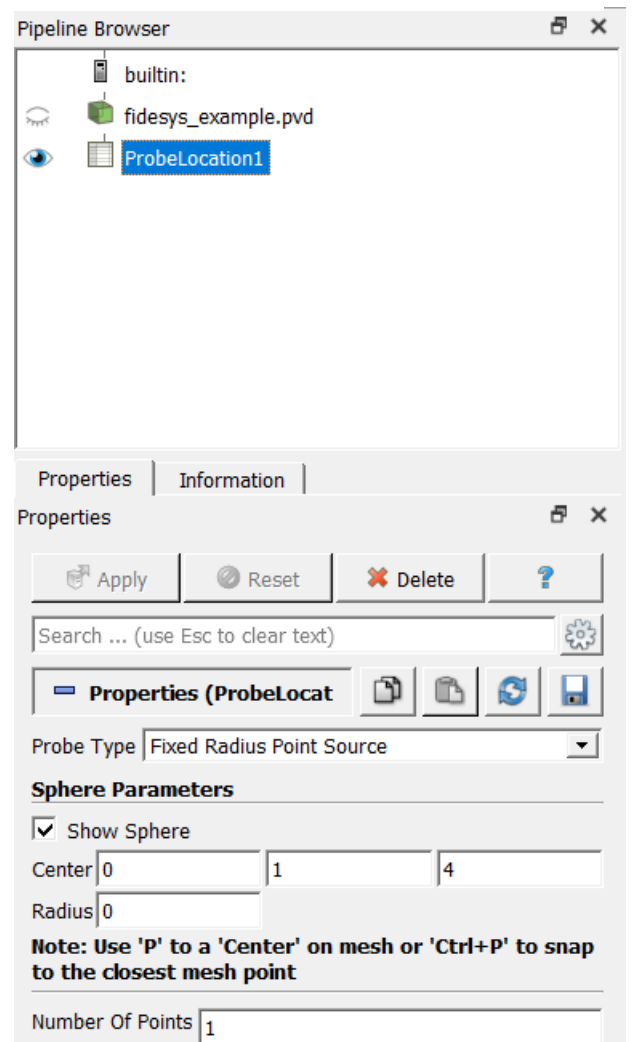 Pipeline Browser
builtin:
fidesys_example.pvd
ProbeLocation1
Properties Information
Properties
Apply Reset Delete ?
Search ... (use Esc to clear text)
Properties (ProbeLocat
Probe Type Fixed Radius Point Source
Sphere Parameters
Show Sphere
Center 0 1 4
Radius 0
Note: Use 'P' to a 'Center' on mesh or 'Ctrl+P' to snap
to the closest mesh point
Number Of Points 1